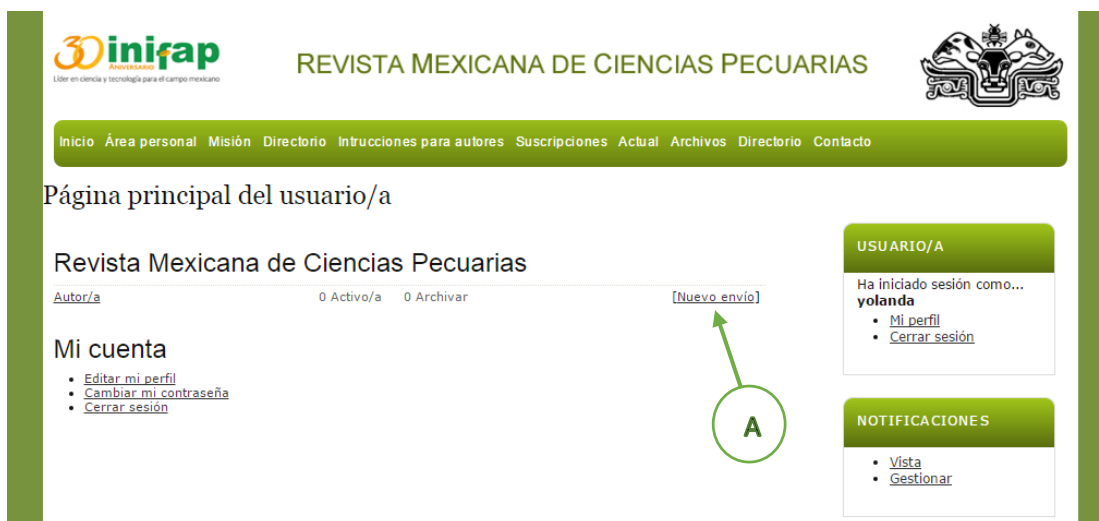 30 inifap
ANIVERSARIO
Líder en ciencia y tecnología para el campo mexicano
REVISTA MEXICANA DE CIENCIAS PECUARIAS
Inicio Área personal Misión Directorio Intrucciones para autores Suscripciones Actual Archivos Directorio Contacto
Página principal del usuario/a
Revista Mexicana de Ciencias Pecuarias
Autor/a 0 Activo/a 0 Archivar [Nuevo envío]
Mi cuenta
Editar mi perfil
Cambiar mi contraseña
Cerrar sesión
A
USUARIO/A
Ha iniciado sesión como...
yolanda
Mi perfil
Cerrar sesión
NOTIFICACIONES
Vista
Gestionar